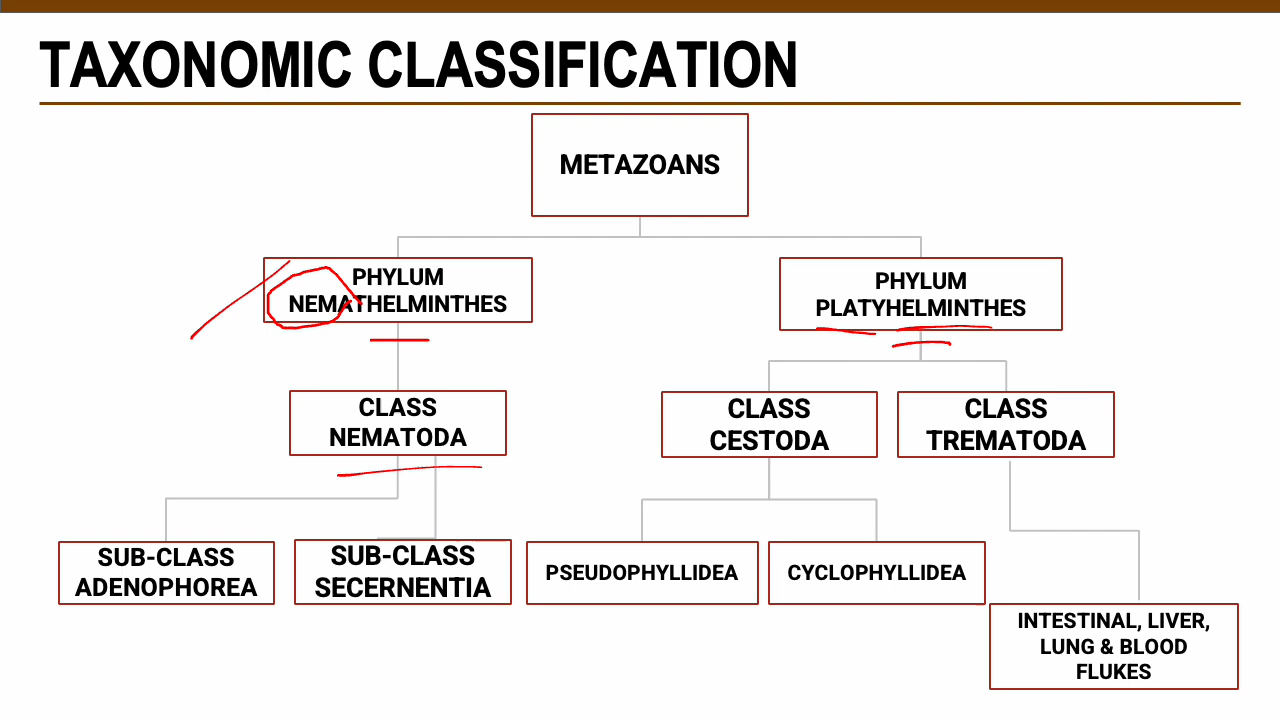 TAXONOMIC CLASSIFICATION
METAZOANS
PHYLUM
NEMATHELMINTHES
PHYLUM
PLATYHELMINTHES
CLASS
NEMATODA
CLASS
CESTODA
CLASS
TREMATODA
SUB-CLASS
ADENOPHOREA
SUB-CLASS
SECERNENTIA
PSEUDOPHYLLIDEA
CYCLOPHYLLIDEA
INTESTINAL, LIVER,
LUNG & BLOOD
FLUKES